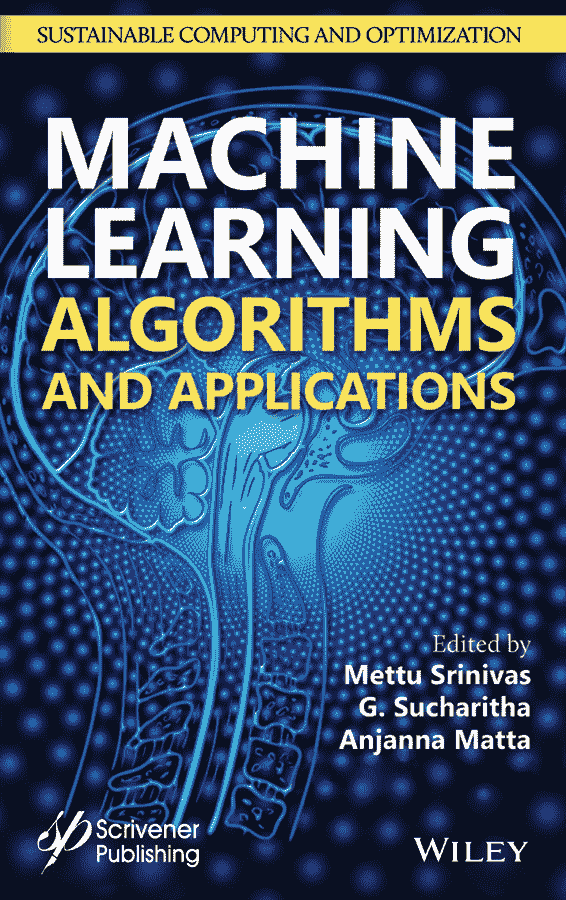 SUSTAINABLE COMPUTING AND OPTIMIZATION
MACHINE
LEARNING
ALGORITHMS
AND APPLICATIONS
Edited by
Mettu Srinivas
G. Sucharitha
Anjanna Matta
Scrivener
Publishing
WILEY